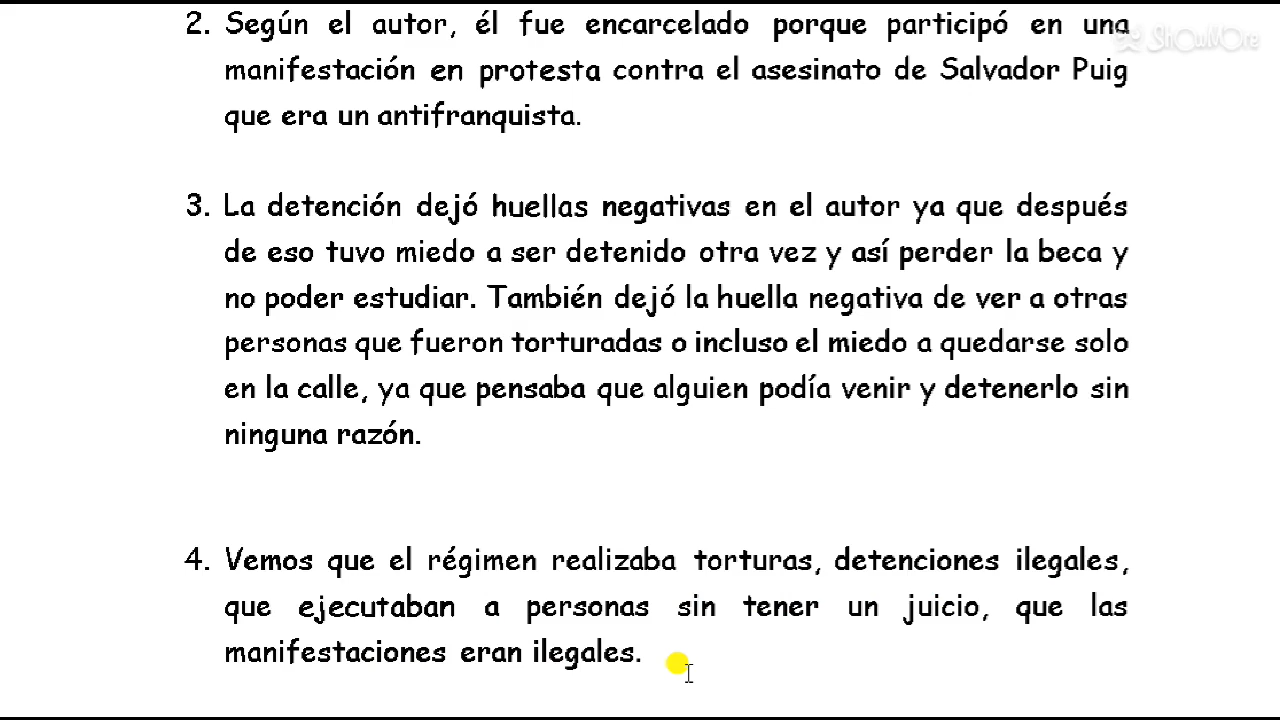 2. Según el autor, él fue encarcelado porque participó en una
manifestación en protesta contra el asesinato de Salvador Puig
que era un antifranquista.
3. La detención dejó huellas negativas en el autor ya que después
de eso tuvo miedo a ser detenido otra vez y así perder la beca y
no poder estudiar. También dejó la huella negativa de ver a otras
personas que fueron torturadas o incluso el miedo a quedarse solo
en la calle, ya que pensaba que alguien podía venir y detenerlo sin
ninguna razón.
4. Vemos que el régimen realizaba torturas, detenciones ilegales,
que ejecutaban a personas sin tener un juicio, que las
manifestaciones eran ilegales.
ShowMore